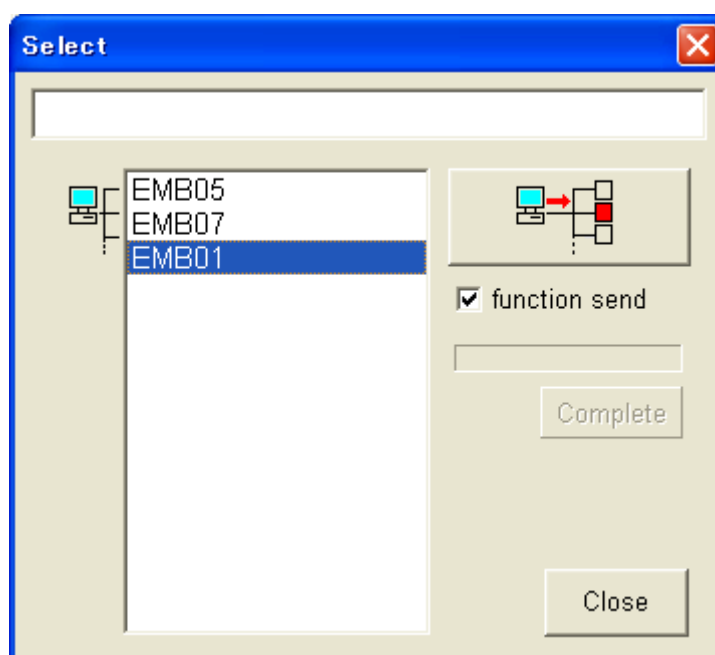 Select
EMB05
EMB07
EMB01
function send
Complete
Close